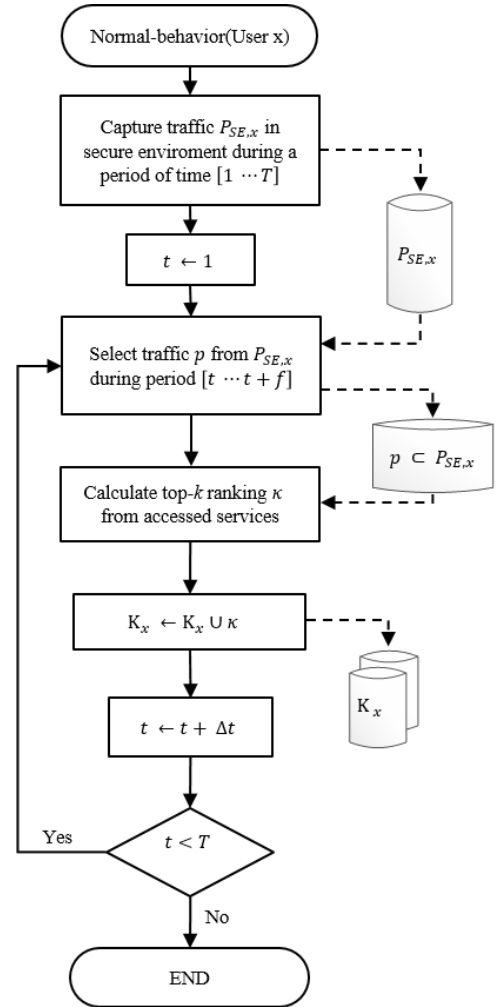 Normal-behavior(User x)
Capture traffic P_{SE,x} in
secure enviroment during a
period of time [1 ⋯ T]
P_{SE,x}
t ← 1
Select traffic p from P_{SE,x}
during period [t ⋯ t + f]
p ⊂ P_{SE,x}
Calculate top-k ranking κ
from accessed services
K_x ← K_x ∪ κ
K_x
t ← t + Δt
t < T
Yes
No
END